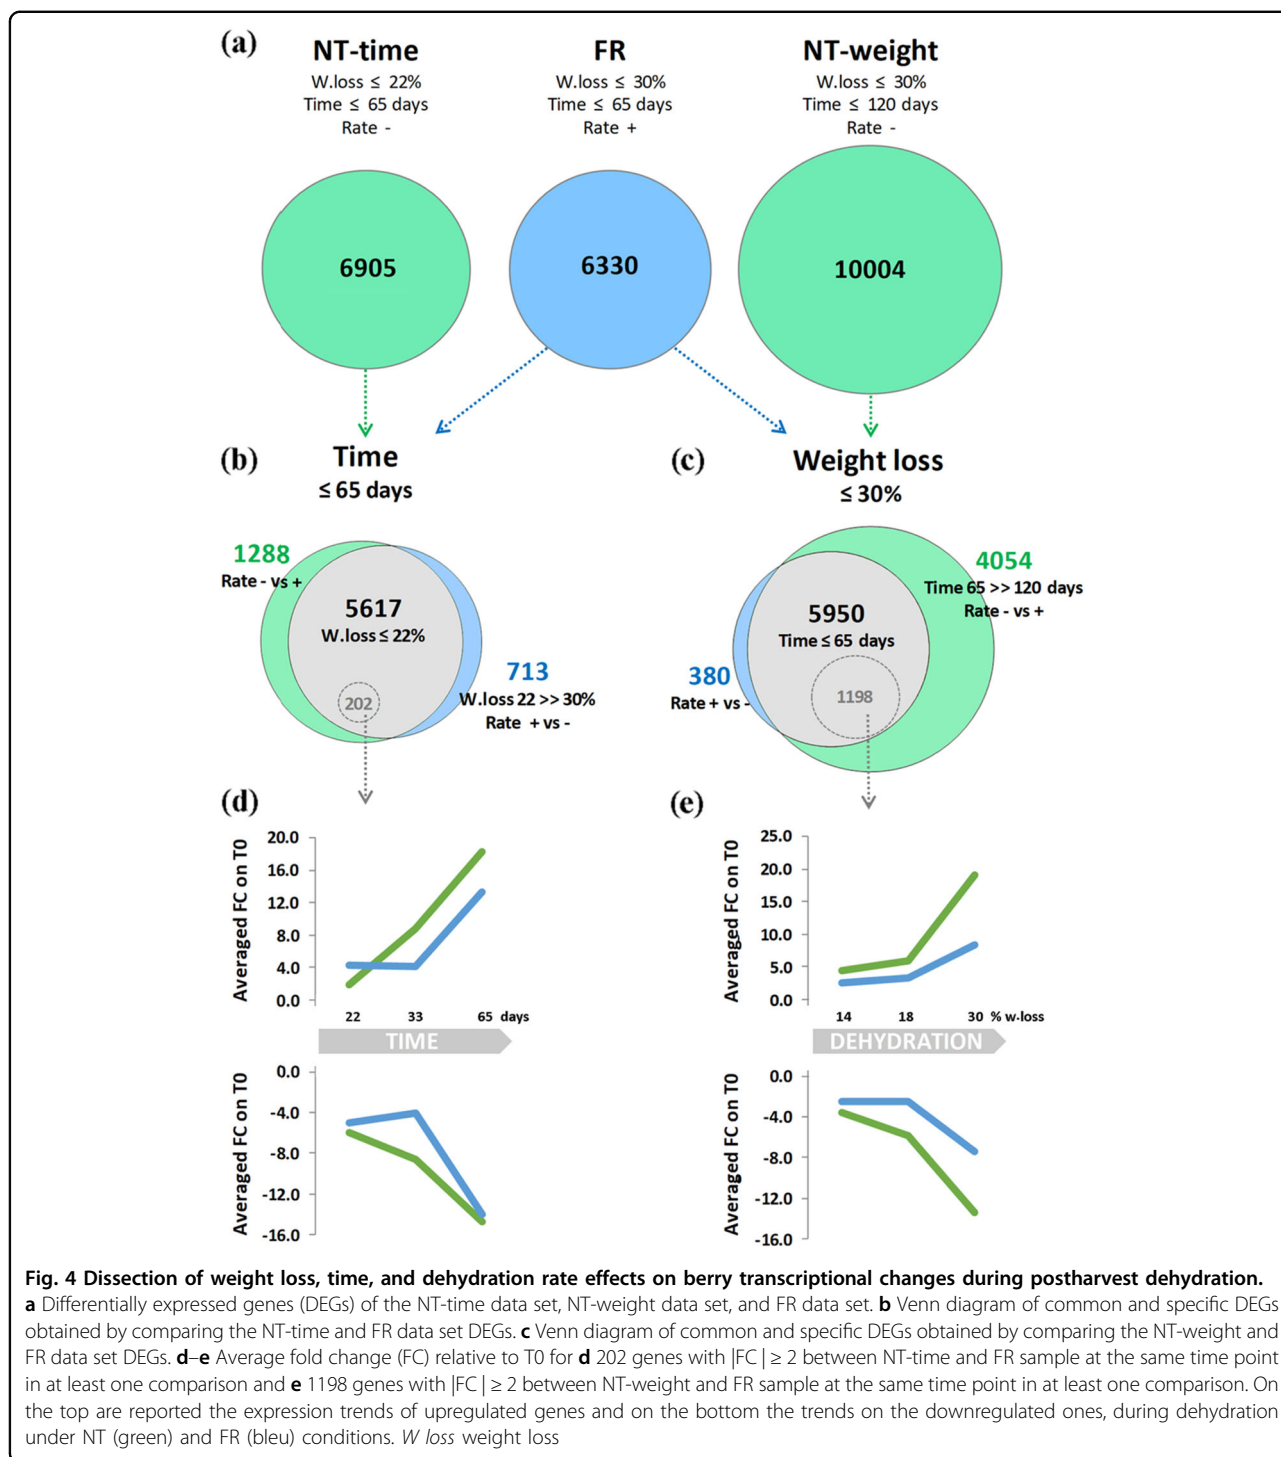 (a)
NT-time
W.loss ≤ 22%
Time ≤ 65 days
Rate -
FR
W.loss ≤ 30%
Time ≤ 65 days
Rate +
NT-weight
W.loss ≤ 30%
Time ≤ 120 days
Rate -
6905
6330
10004
(b)
Time
≤ 65 days
1288
Rate - vs +
5617
W.loss ≤ 22%
202
713
W.loss 22 >> 30%
Rate + vs -
(c)
Weight loss
≤ 30%
4054
Time 65 >> 120 days
Rate - vs +
5950
Time ≤ 65 days
1198
380
Rate + vs -
(d)
Averaged FC on T0
20.0
16.0
12.0
8.0
4.0
0.0
22 33 65 days
TIME
Averaged FC on T0
0.0
-4.0
-8.0
-12.0
-16.0
(e)
Averaged FC on T0
25.0
20.0
15.0
10.0
5.0
0.0
14 18 30 % w-loss
DEHYDRATION
Averaged FC on T0
0.0
-4.0
-8.0
-12.0
-16.0
Fig. 4 Dissection of weight loss, time, and dehydration rate effects on berry transcriptional changes during postharvest dehydration.
a Differentially expressed genes (DEGs) of the NT-time data set, NT-weight data set, and FR data set. b Venn diagram of common and specific DEGs
obtained by comparing the NT-time and FR data set DEGs. c Venn diagram of common and specific DEGs obtained by comparing the NT-weight and
FR data set DEGs. d–e Average fold change (FC) relative to T0 for d 202 genes with |FC | ≥ 2 between NT-time and FR sample at the same time point
in at least one comparison and e 1198 genes with |FC | ≥ 2 between NT-weight and FR sample at the same time point in at least one comparison. On
the top are reported the expression trends of upregulated genes and on the bottom the trends on the downregulated ones, during dehydration
under NT (green) and FR (bleu) conditions. W loss weight loss